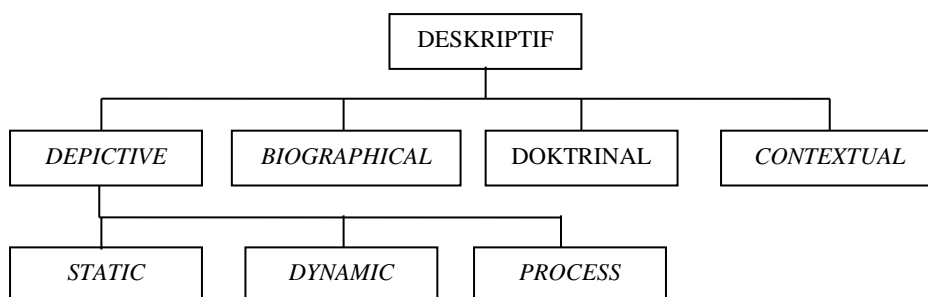 DESKRIPTIF
DEPICTIVE
BIOGRAPHICAL
DOKTRINAL
CONTEXTUAL
STATIC
DYNAMIC
PROCESS